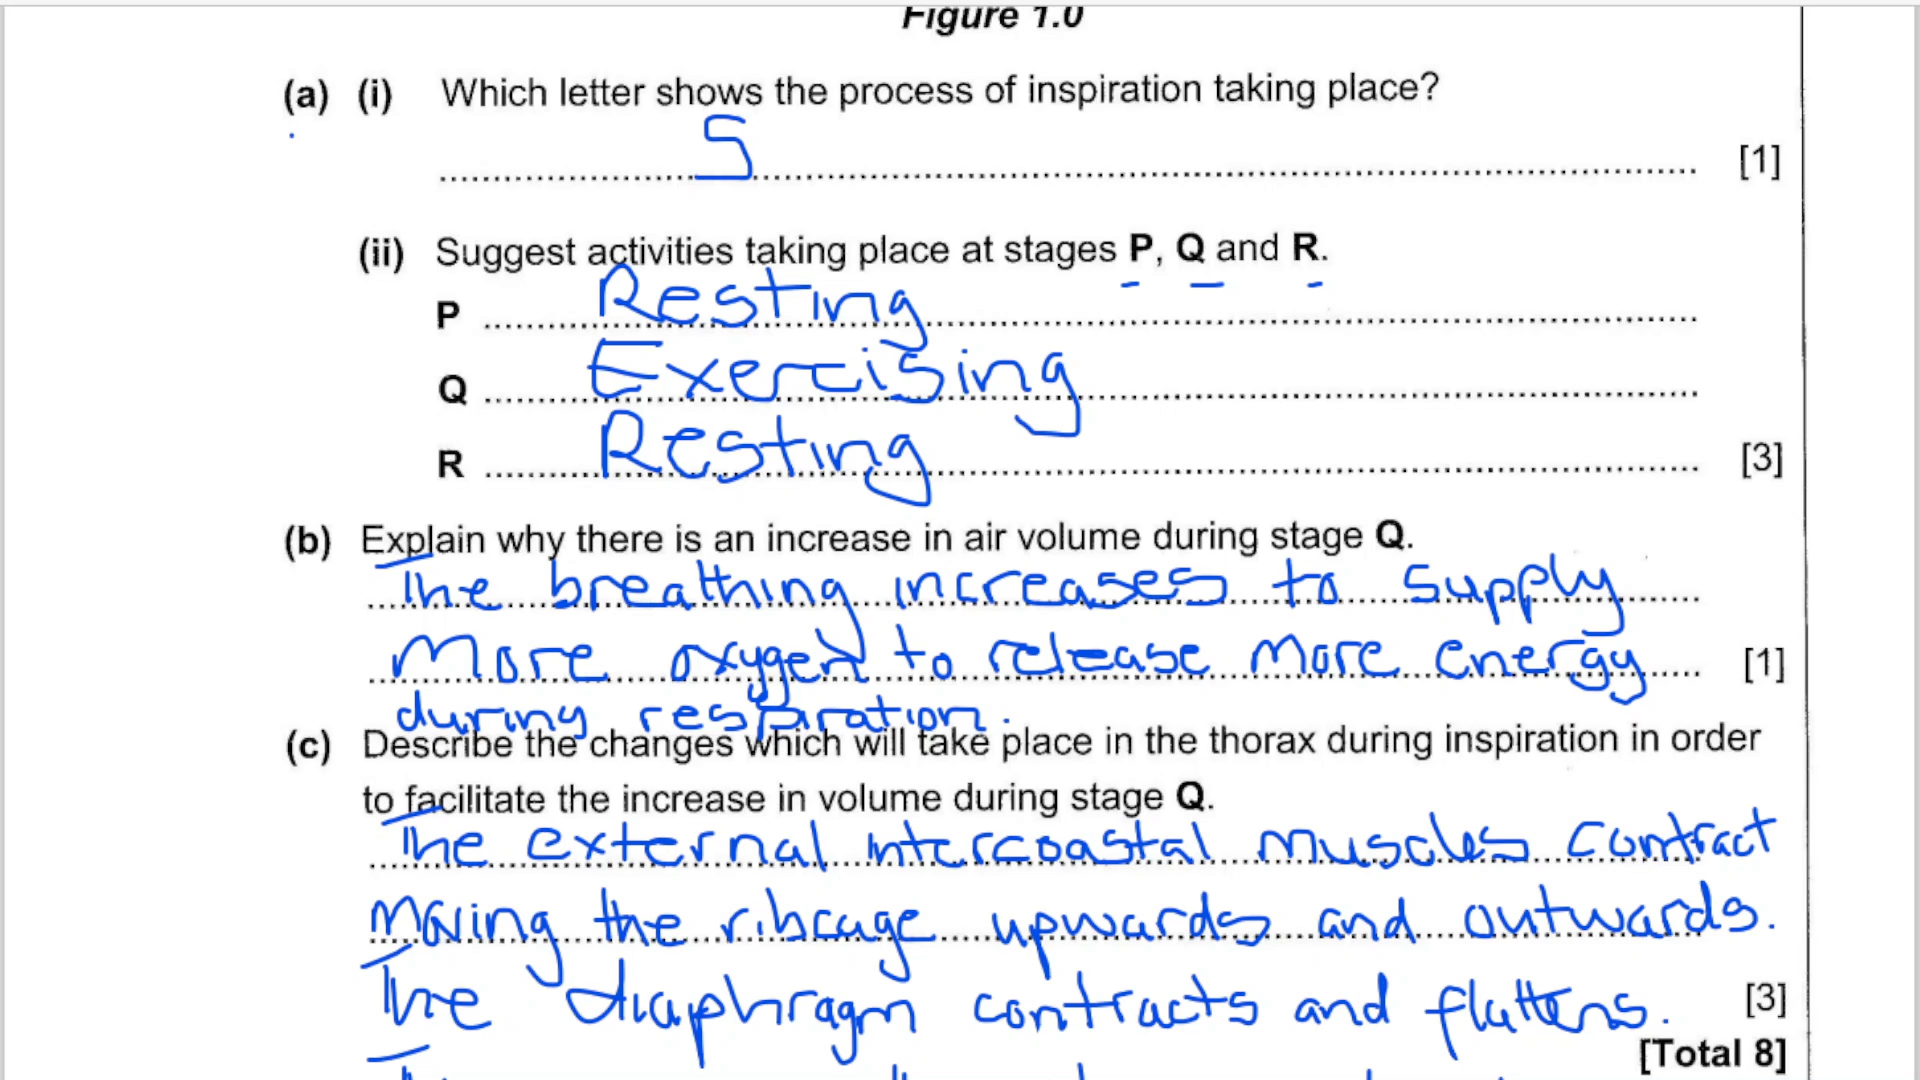 Figure 1.0
(a) (i) Which letter shows the process of inspiration taking place?
S
[1]
(ii) Suggest activities taking place at stages P, Q and R.
P Resting
Q Exercising
R Resting [3]
(b) Explain why there is an increase in air volume during stage Q.
The breathing increases to supply
More oxygen to release more energy [1]
during respiration.
(c) Describe the changes which will take place in the thorax during inspiration in order
to facilitate the increase in volume during stage Q.
The external intercoastal muscles contract
Moving the ribcage upwards and outwards.
The diaphragm contracts and flattens. [3]
[Total 8]